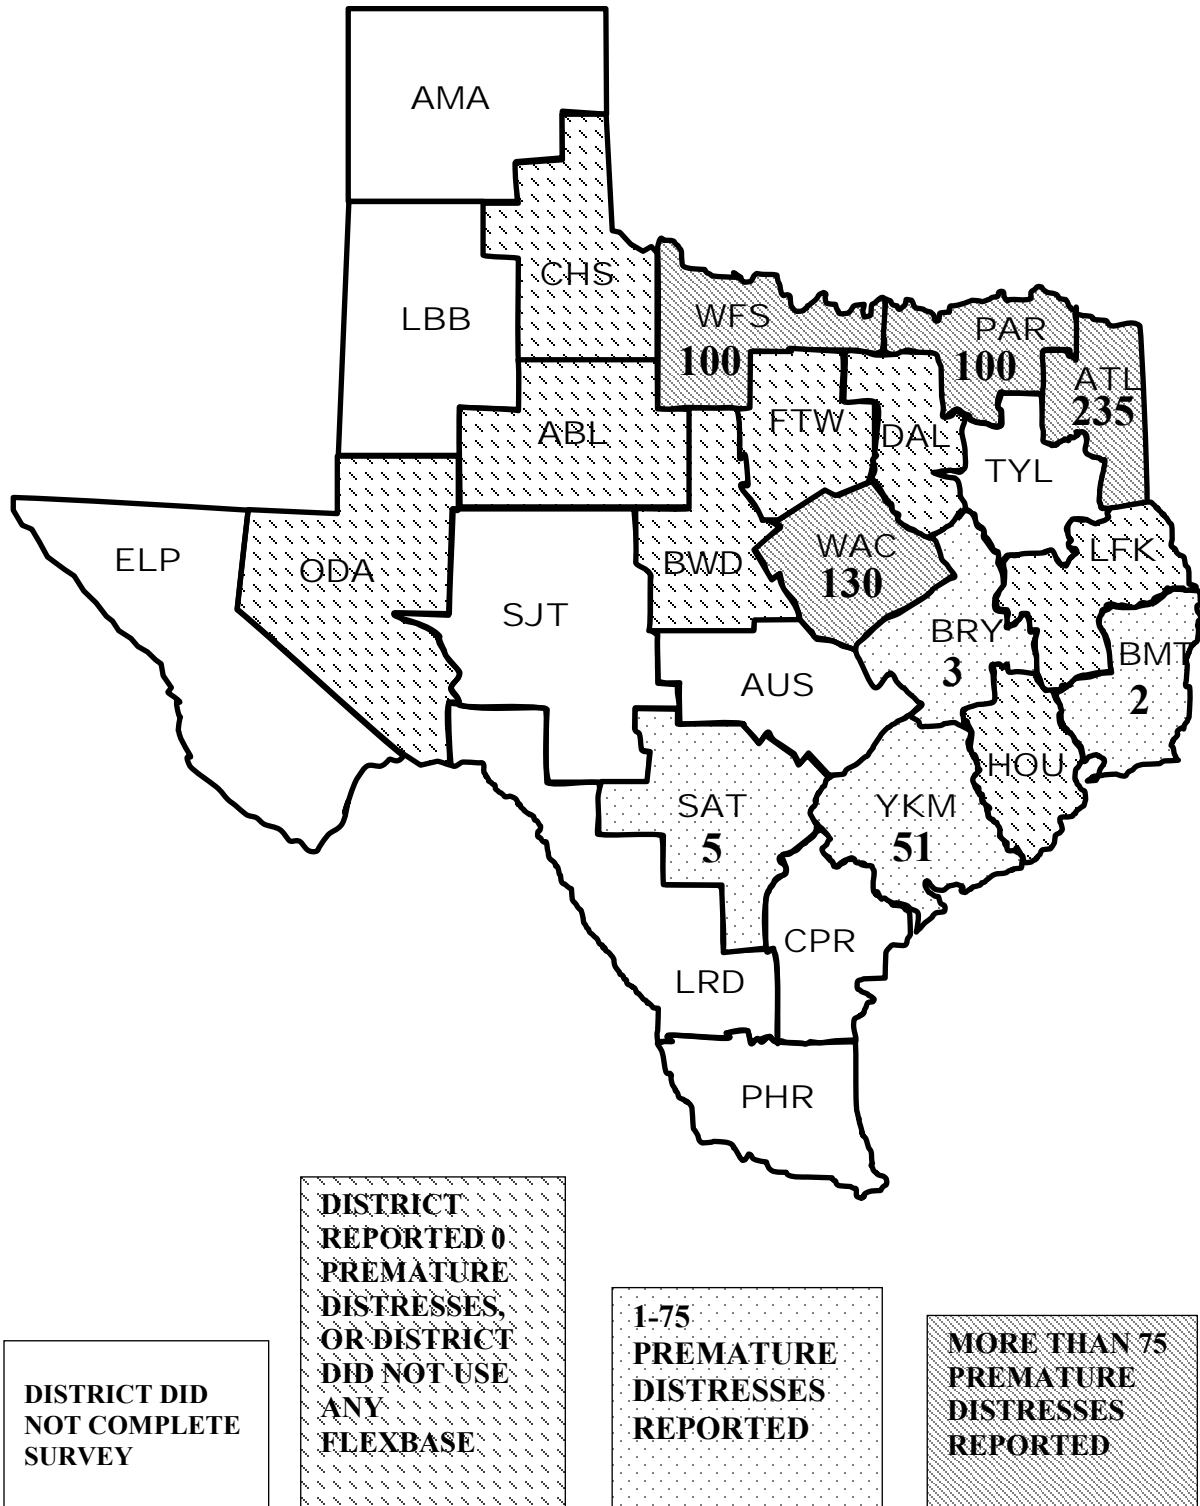 AMA
CHS
LBB
WFS
100
PAR
100
ATL
235
ABL
FTW
DAL
TYL
ELP
ODA
SJT
BWD
WAC
130
LFK
BRY
3
BMT
2
AUS
HOU
SAT
5
YKM
51
CPR
LRD
PHR
DISTRICT DID
NOT COMPLETE
SURVEY
DISTRICT
REPORTED 0
PREMATURE
DISTRESSES,
OR DISTRICT
DID NOT USE
ANY
FLEXBASE
1-75
PREMATURE
DISTRESSES
REPORTED
MORE THAN 75
PREMATURE
DISTRESSES
REPORTED